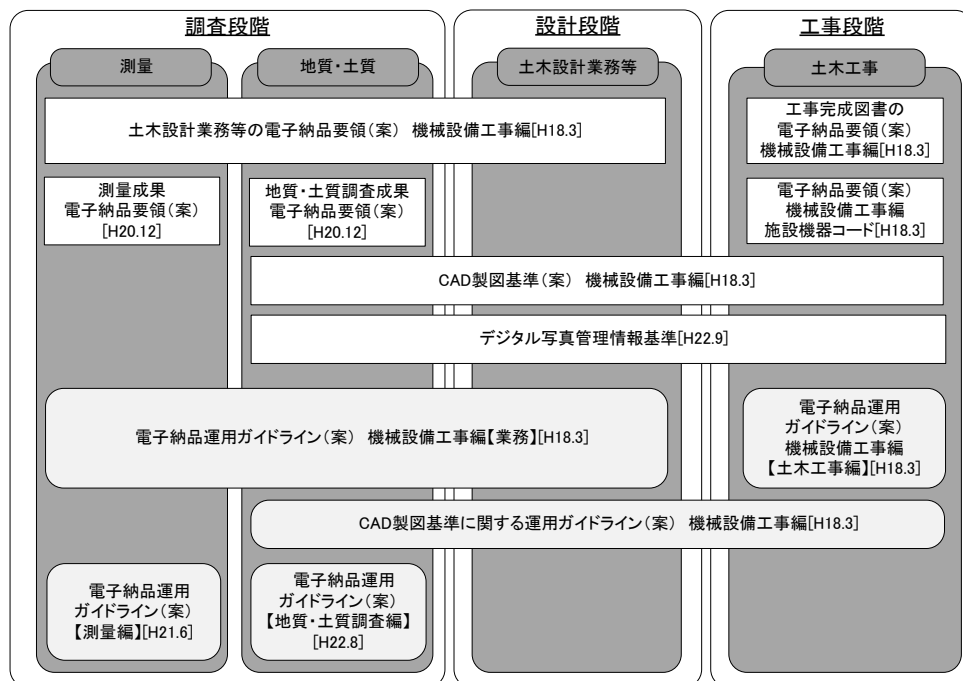 調査段階
設計段階
工事段階
測量
地質・土質
土木設計業務等
土木工事
土木設計業務等の電子納品要領（案）　機械設備工事編[H18.3]
工事完成図書の
電子納品要領（案）
機械設備工事編[H18.3]
測量成果
電子納品要領（案）
[H20.12]
地質・土質調査成果
電子納品要領（案）
[H20.12]
電子納品要領（案）
機械設備工事編
施設機器コード[H18.3]
CAD製図基準（案）　機械設備工事編[H18.3]
デジタル写真管理情報基準[H22.9]
電子納品運用ガイドライン（案）　機械設備工事編【業務】[H18.3]
電子納品運用
ガイドライン（案）
機械設備工事編
【土木工事編】[H18.3]
CAD製図基準に関する運用ガイドライン（案）　機械設備工事編[H18.3]
電子納品運用
ガイドライン（案）
【測量編】[H21.6]
電子納品運用
ガイドライン（案）
【地質・土質調査編】
[H22.8]